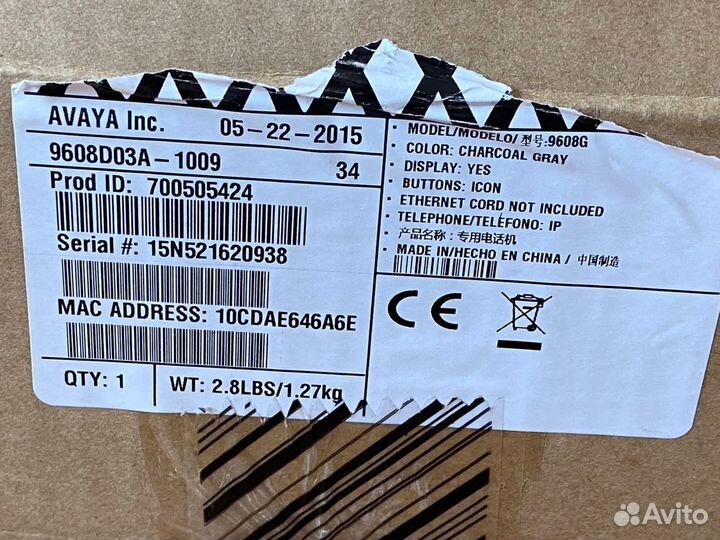 AVAYA Inc. 05-22-2015
9608D03A-1009 34
Prod ID: 700505424
Serial #: 15N521620938
MAC ADDRESS: 10CDAE646A6E
QTY: 1 WT: 2.8LBS/1.27kg
• MODEL/MODELO/ 型号:9608G
• COLOR: CHARCOAL GRAY
• DISPLAY: YES
• BUTTONS: ICON
• ETHERNET CORD NOT INCLUDED
• TELEPHONE/TELÉFONO: IP
• 产品名称: 专用电话机
• MADE IN/HECHO EN CHINA / 中国制造
CE
Avito